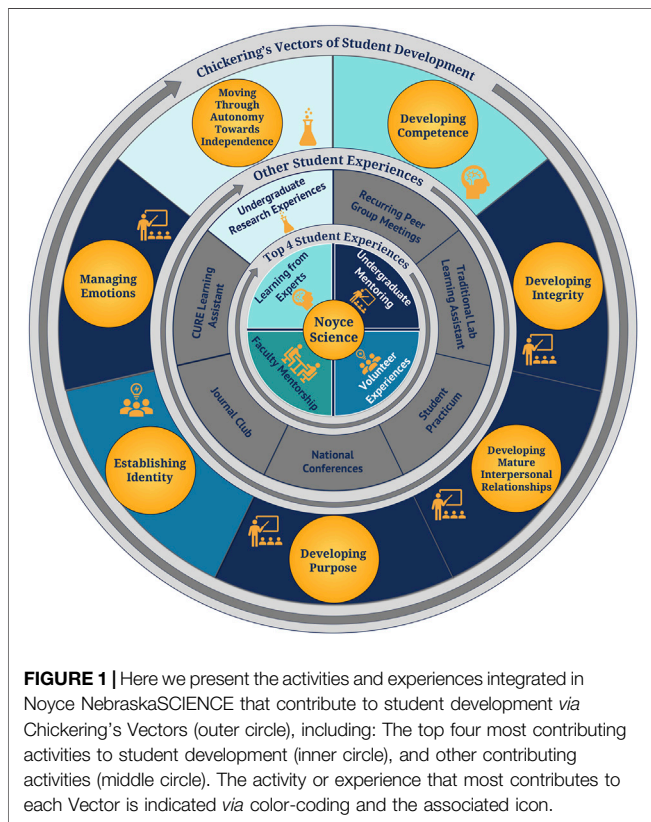 Chickering's Vectors of Student Development
Moving
Through
Autonomy
Towards
Independence
Developing
Competence
Other Student Experiences
Undergraduate
Research Experiences
Recurring Peer
Group Meetings
Top 4 Student Experiences
Managing
Emotions
CURE Learning
Assistant
Learning from
Experts
Undergraduate
Mentoring
Traditional Lab
Learning Assistant
Developing
Integrity
Noyce
Science
Faculty Mentorship
Volunteer
Experiences
Journal Club
Student
Practicum
National
Conferences
Establishing
Identity
Developing
Mature
Interpersonal
Relationships
Developing
Purpose
FIGURE 1 | Here we present the activities and experiences integrated in
Noyce NebraskaSCIENCE that contribute to student development via
Chickering's Vectors (outer circle), including: The top four most contributing
activities to student development (inner circle), and other contributing
activities (middle circle). The activity or experience that most contributes to
each Vector is indicated via color-coding and the associated icon.